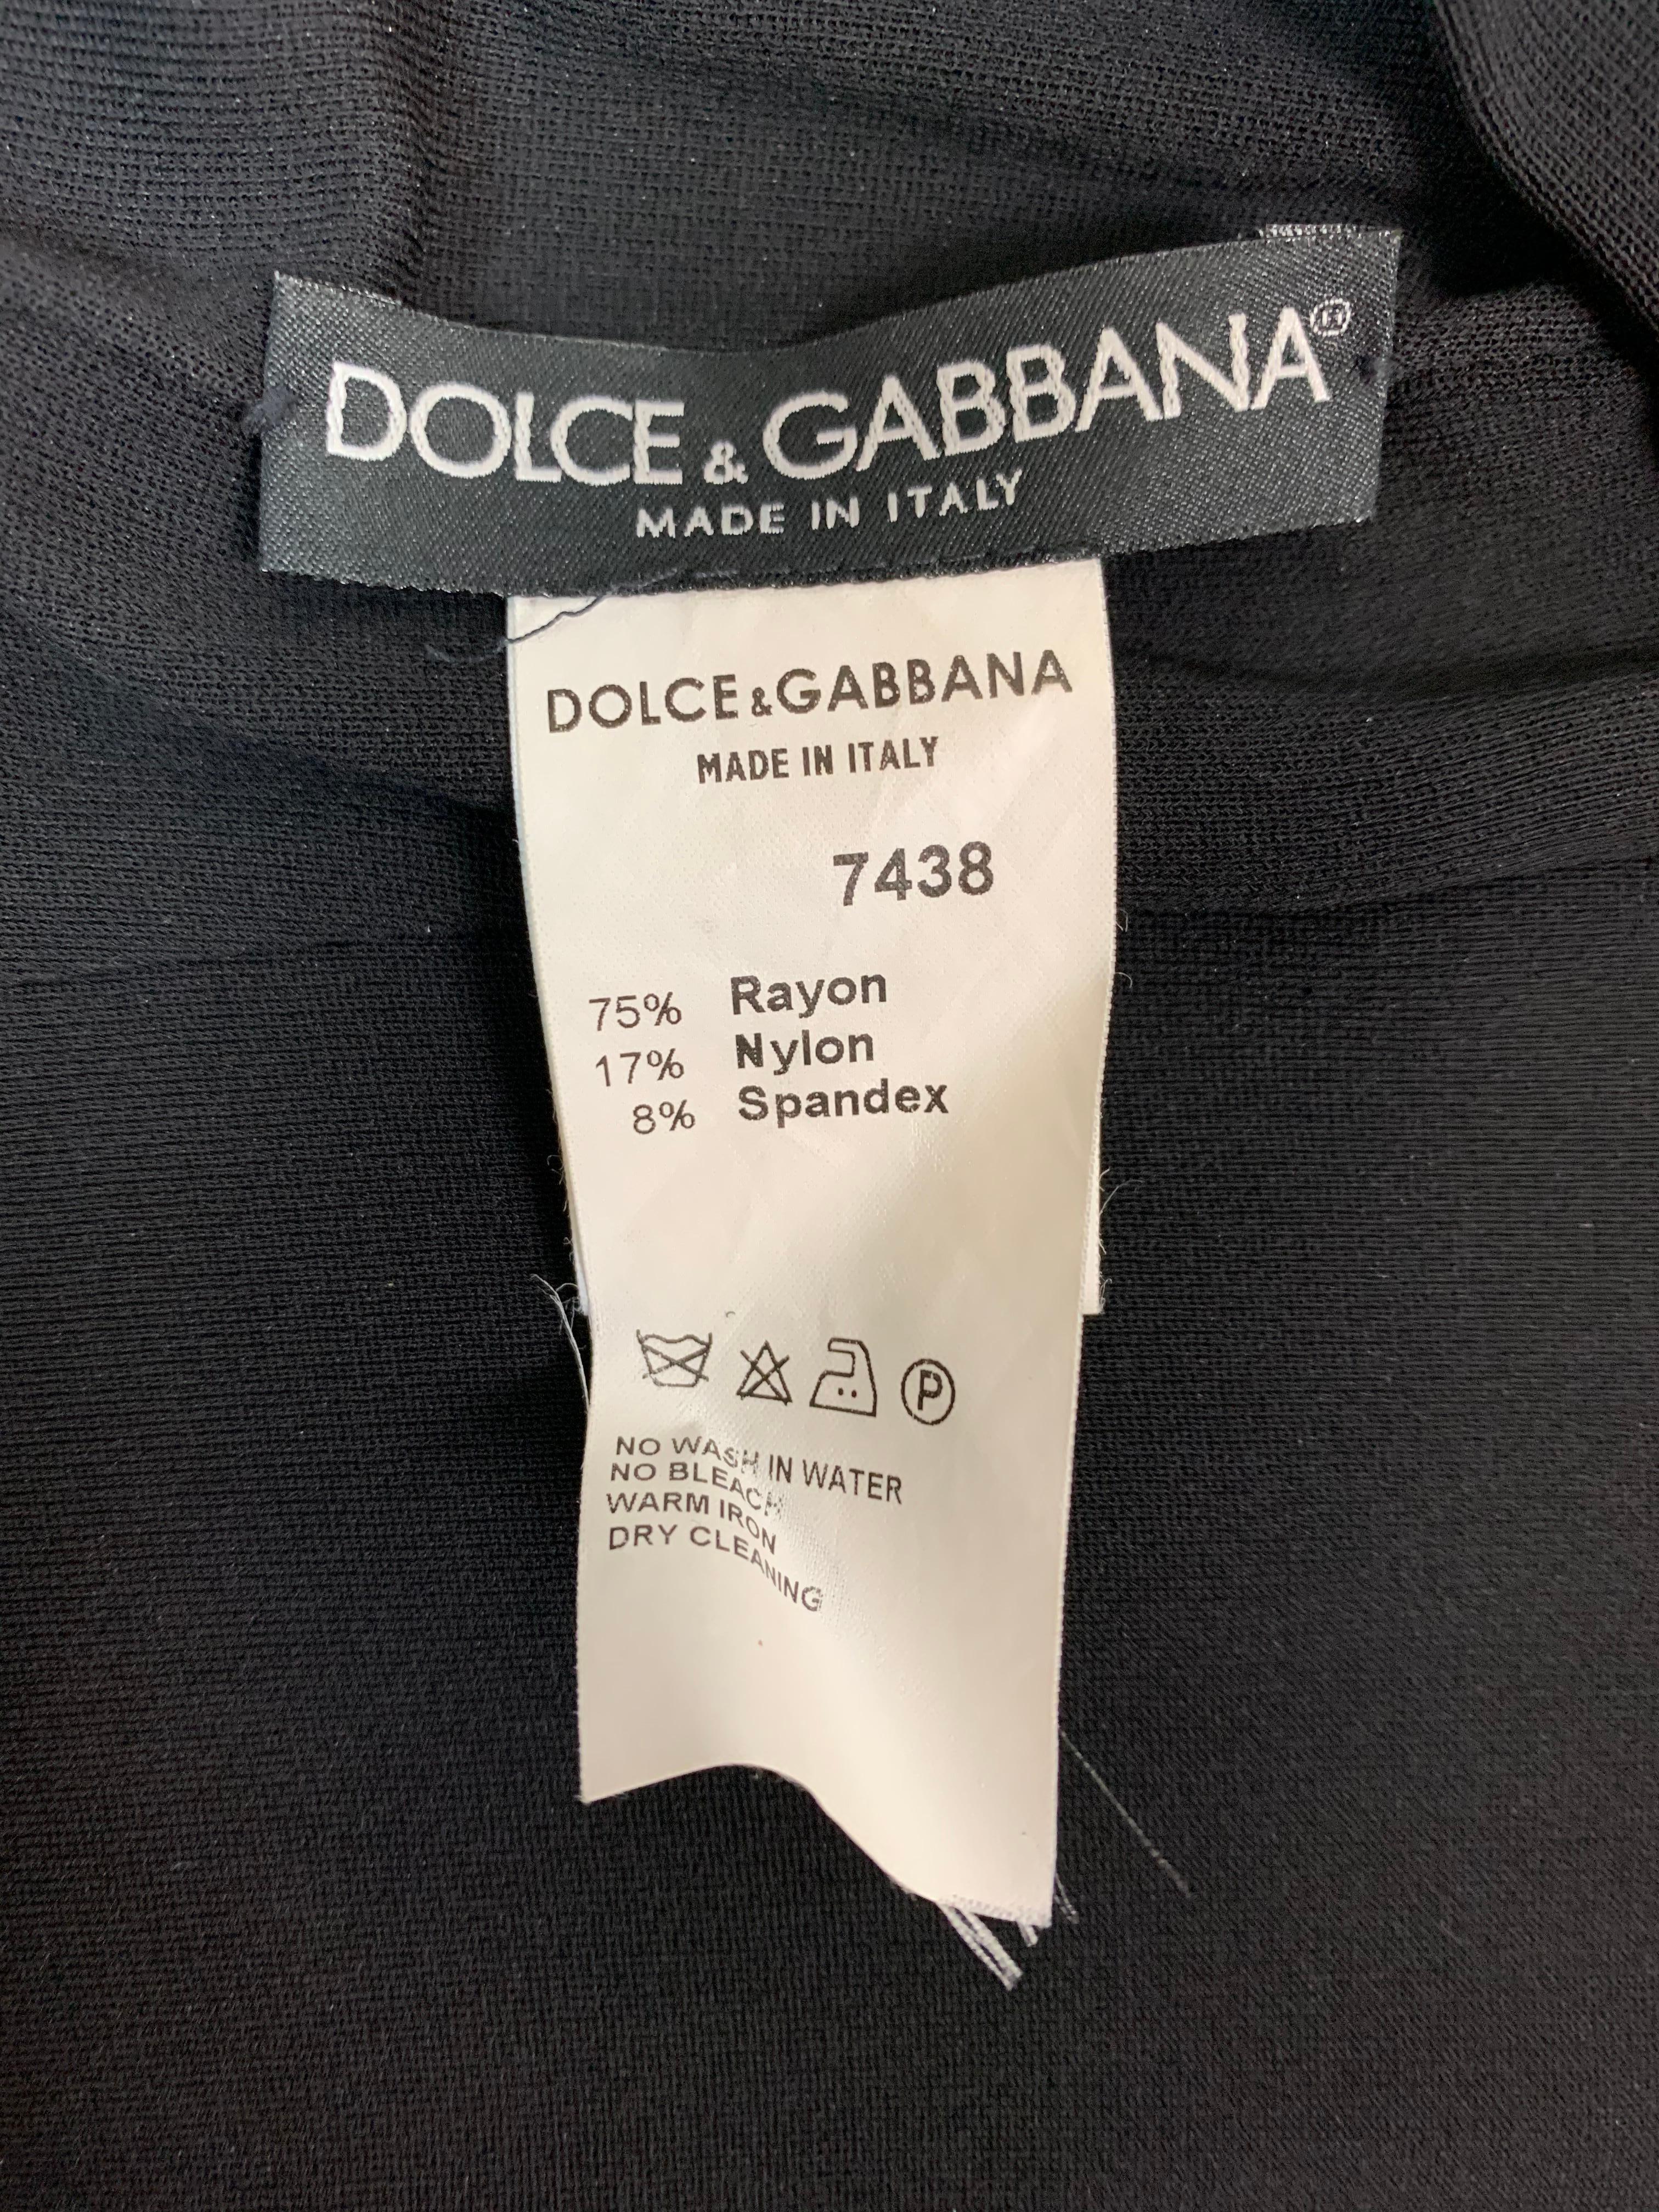 DOLCE & GABBANA®
MADE IN ITALY
DOLCE & GABBANA
MADE IN ITALY
7438
75% Rayon
17% Nylon
8% Spandex
P
NO WASH IN WATER
NO BLEACH
WARM IRON
DRY CLEANING